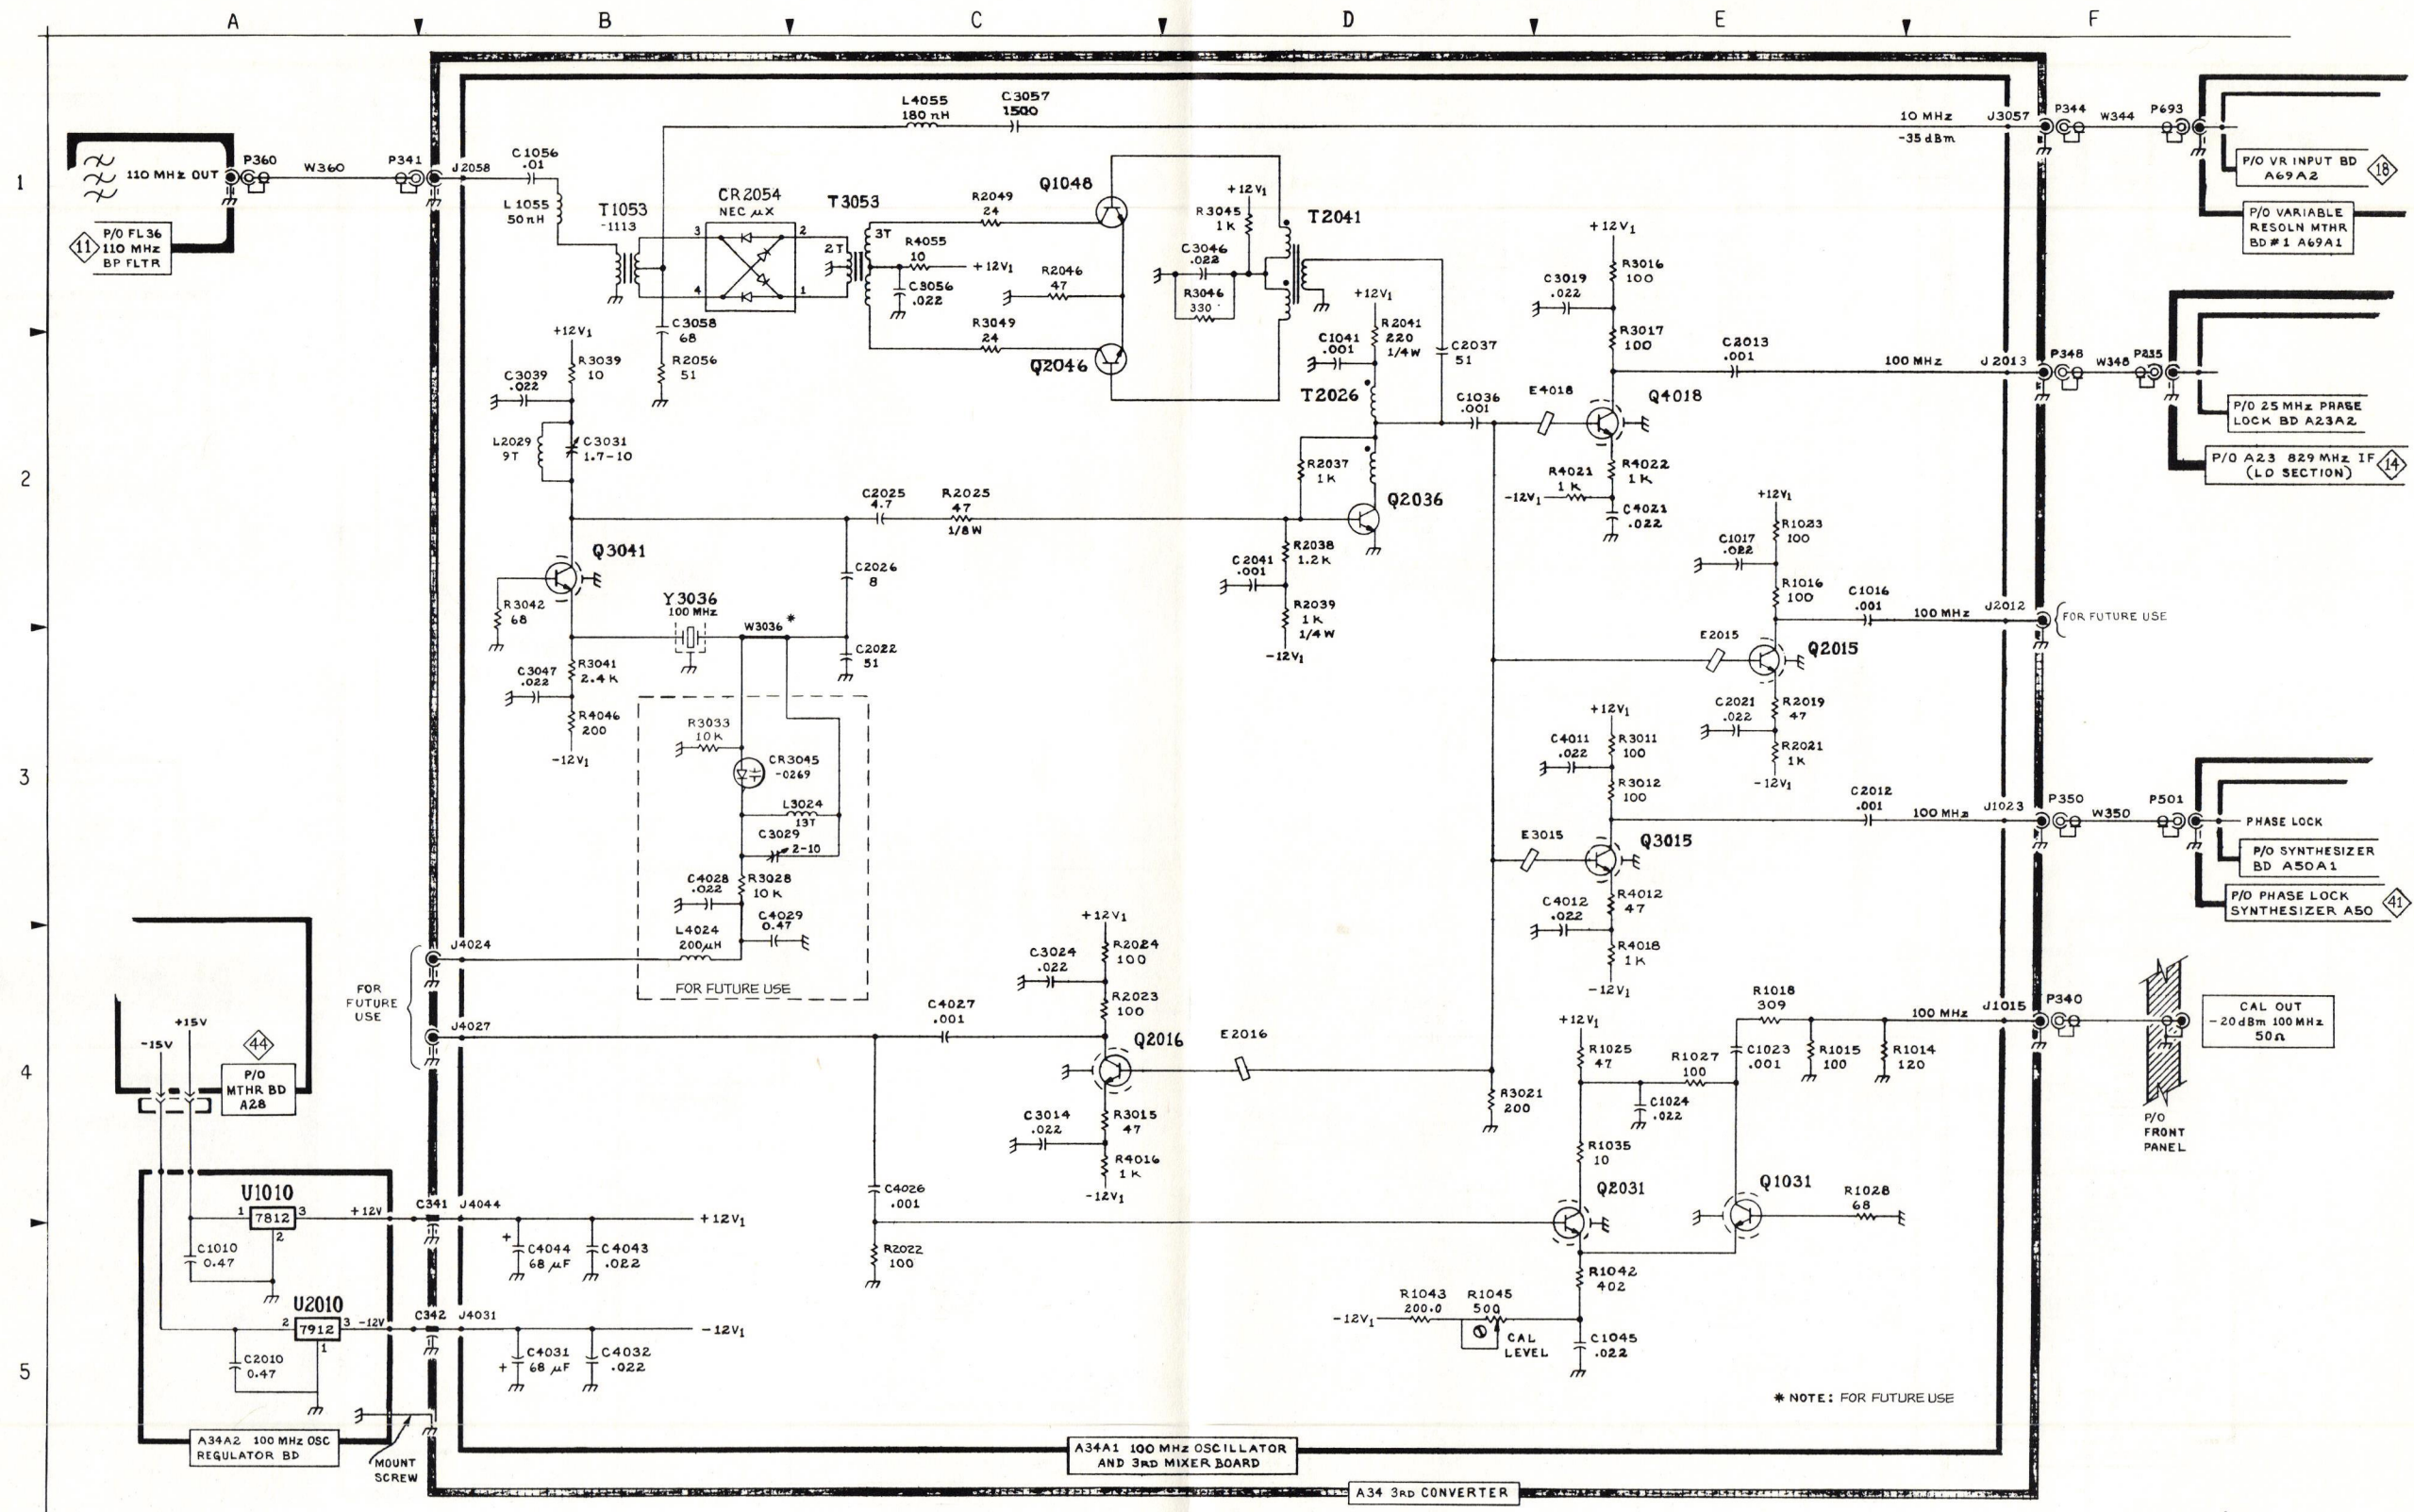 A B C D E F
1
2
3
4
5
110 MHz OUT
P360
W360
P341
J2058
11
P/O FL36
110 MHz
BP FLTR
C1056
.01
L1055
50nH
T1053
-1113
CR2054
NEC µX
3
2
4
1
T3053
2T
3T
L4055
180 nH
C3057
1500
10 MHz
-35 dBm
J3057
P344
W344
P693
P/O VR INPUT BD
A69A2
18
P/O VARIABLE
RESOLN MTHR
BD #1 A69A1
R2049
24
Q1048
R4055
10
+12V1
C3056
.022
R2046
47
R3049
24
Q2046
+12V1
R3045
1K
C3046
.022
R3046
330
T2041
C3058
68
R2056
51
+12V1
R3039
10
C3039
.022
L2029
9T
C3031
1.7-10
+12V1
R2041
220
1/4W
C1041
.001
C2037
51
T2026
C1036
.001
+12V1
R3016
100
C3019
.022
R3017
100
C2013
.001
100 MHz
J2013
P348
W348
P235
P/O 25 MHz PHASE
LOCK BD A23A2
P/O A23 829 MHz IF
(LO SECTION)
14
E4018
Q4018
R4021
1K
-12V1
R4022
1K
C4021
.022
R2037
1K
Q2036
C2025
4.7
R2025
47
1/8W
Q3041
R3042
68
Y3036
100 MHz
W3036 *
C2026
8
C2022
51
C3047
.022
R3041
2.4K
R4046
200
-12V1
C2041
.001
R2038
1.2K
R2039
1K
1/4W
-12V1
+12V1
R1033
100
C1017
.022
R1016
100
C1016
.001
100 MHz
J2012
FOR FUTURE USE
E2015
Q2015
C2021
.022
R2019
47
R2021
1K
-12V1
R3033
10K
CR3045
-0269
L3024
13T
C3029
2-10
C4028
.022
R3028
10K
L4024
200µH
C4029
0.47
FOR FUTURE USE
+12V1
C4011
.022
R3011
100
R3012
100
C2012
.001
100 MHz
J1023
P350
W350
P501
PHASE LOCK
P/O SYNTHESIZER
BD A50A1
P/O PHASE LOCK
SYNTHESIZER A50
41
E3015
Q3015
C4012
.022
R4012
47
R4018
1K
-12V1
J4024
FOR
FUTURE
USE
J4027
+12V1
C3024
.022
R2024
100
R2023
100
C4027
.001
Q2016
E2016
C3014
.022
R3015
47
R4016
1K
-12V1
R3021
200
+12V1
R1025
47
R1018
309
R1027
100
C1023
.001
R1015
100
R1014
120
C1024
.022
100 MHz
J1015
P340
CAL OUT
-20dBm 100MHz
50Ω
P/O
FRONT
PANEL
R1035
10
Q2031
Q1031
R1028
68
C4026
.001
R2022
100
R1042
402
R1043
200.0
R1045
500
-12V1
CAL
LEVEL
C1045
.022
-15V
+15V
44
P/O
MTHR BD
A28
U1010
1 7812 3
2
+12V
C341
J4044
+12V1
C1010
0.47
+
C4044
68 µF
C4043
.022
U2010
2 7912 3
1
-12V
C342
J4031
-12V1
C2010
0.47
+
C4031
68 µF
C4032
.022
* NOTE: FOR FUTURE USE
A34A2 100 MHz OSC
REGULATOR BD
MOUNT
SCREW
A34A1 100 MHz OSCILLATOR
AND 3RD MIXER BOARD
A34 3RD CONVERTER